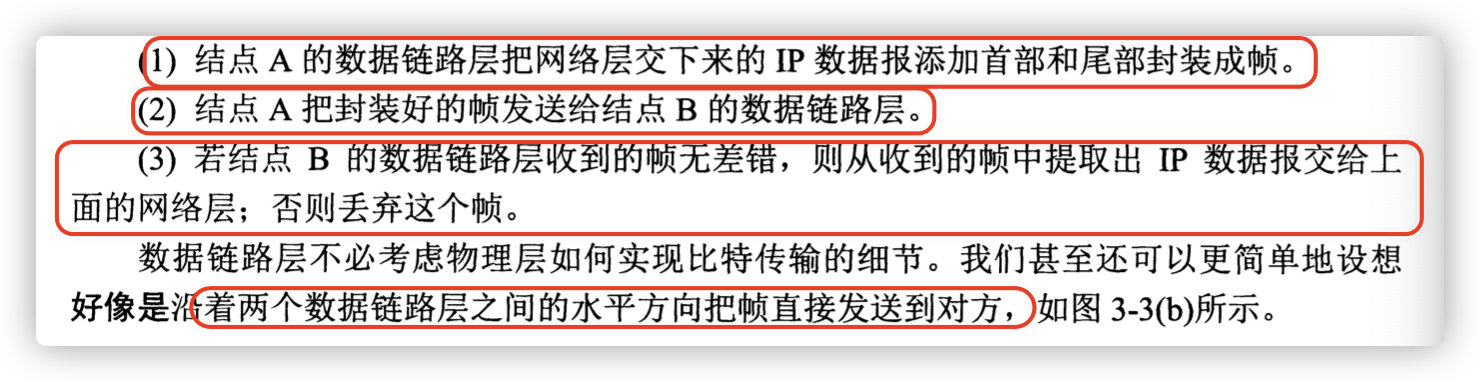 (1) 结点 A 的数据链路层把网络层交下来的 IP 数据报添加首部和尾部封装成帧。
(2) 结点 A 把封装好的帧发送给结点 B 的数据链路层。
(3) 若结点 B 的数据链路层收到的帧无差错，则从收到的帧中提取出 IP 数据报交给上
面的网络层；否则丢弃这个帧。
数据链路层不必考虑物理层如何实现比特传输的细节。我们甚至还可以更简单地设想
好像是沿着两个数据链路层之间的水平方向把帧直接发送到对方，如图 3-3(b)所示。